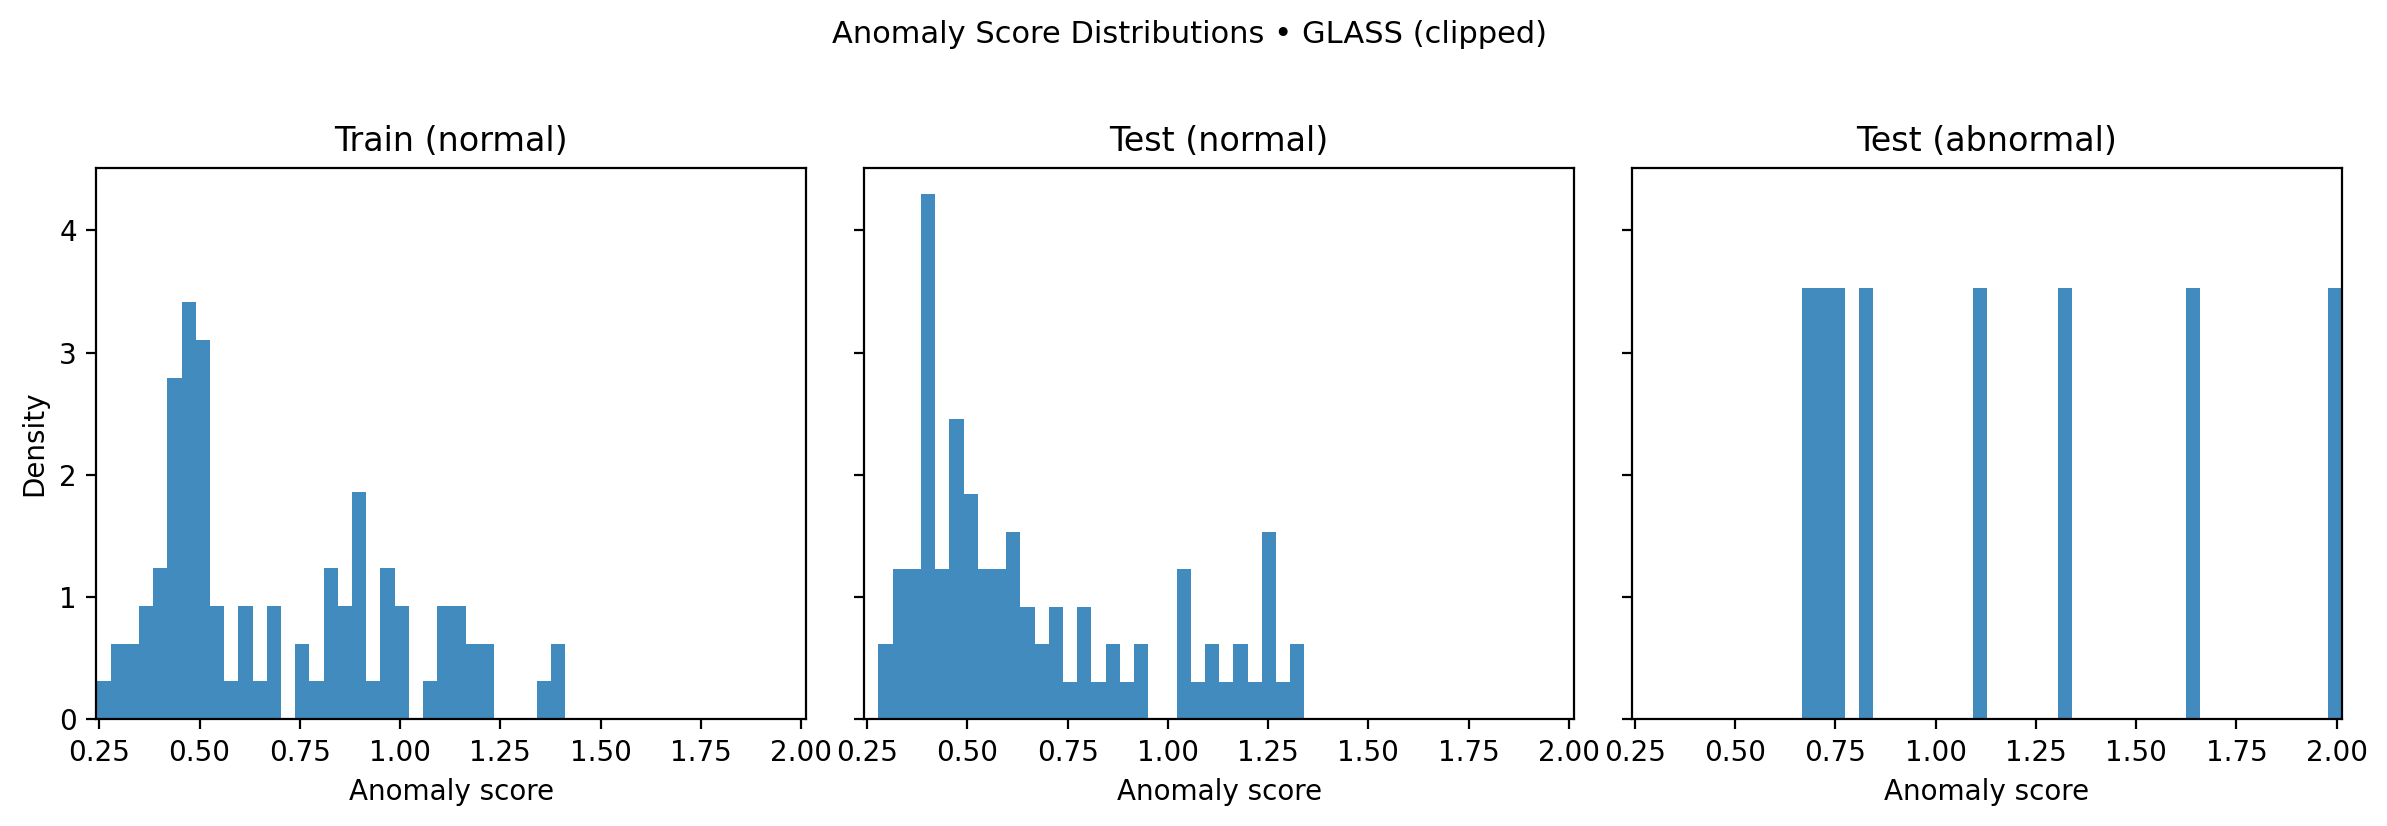 Anomaly Score Distributions • GLASS (clipped)
Train (normal)
Test (normal)
Test (abnormal)
Density
4
3
2
1
0
0.25 0.50 0.75 1.00 1.25 1.50 1.75 2.00
0.25 0.50 0.75 1.00 1.25 1.50 1.75 2.00
0.25 0.50 0.75 1.00 1.25 1.50 1.75 2.00
Anomaly score
Anomaly score
Anomaly score